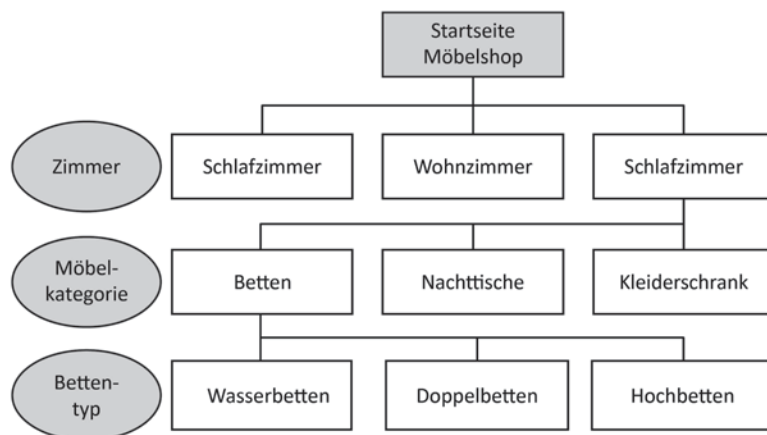 Startseite
Möbelshop
Zimmer
Schlafzimmer
Wohnzimmer
Schlafzimmer
Möbel-
kategorie
Betten
Nachttische
Kleiderschrank
Betten-
typ
Wasserbetten
Doppelbetten
Hochbetten